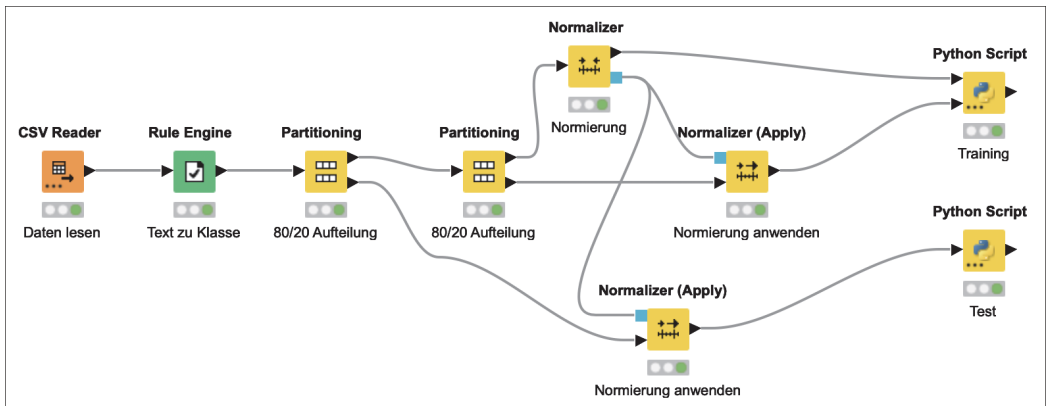 Normalizer
Normierung
Python Script
Training
CSV Reader
Daten lesen
Rule Engine
Text zu Klasse
Partitioning
80/20 Aufteilung
Partitioning
80/20 Aufteilung
Normalizer (Apply)
Normierung anwenden
Python Script
Test
Normalizer (Apply)
Normierung anwenden